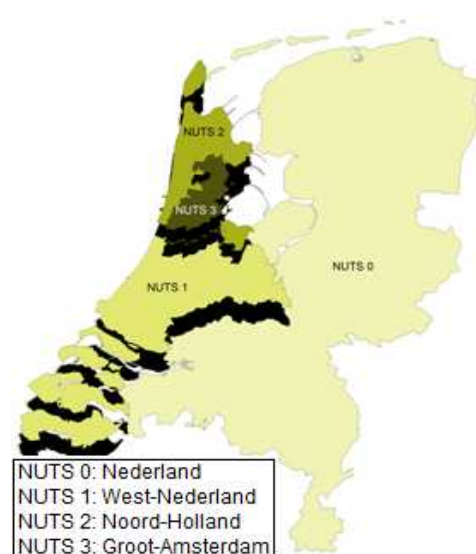 NUTS 2
NUTS 3
NUTS 0
NUTS 1
NUTS 0: Nederland
NUTS 1: West-Nederland
NUTS 2: Noord-Holland
NUTS 3: Groot-Amsterdam